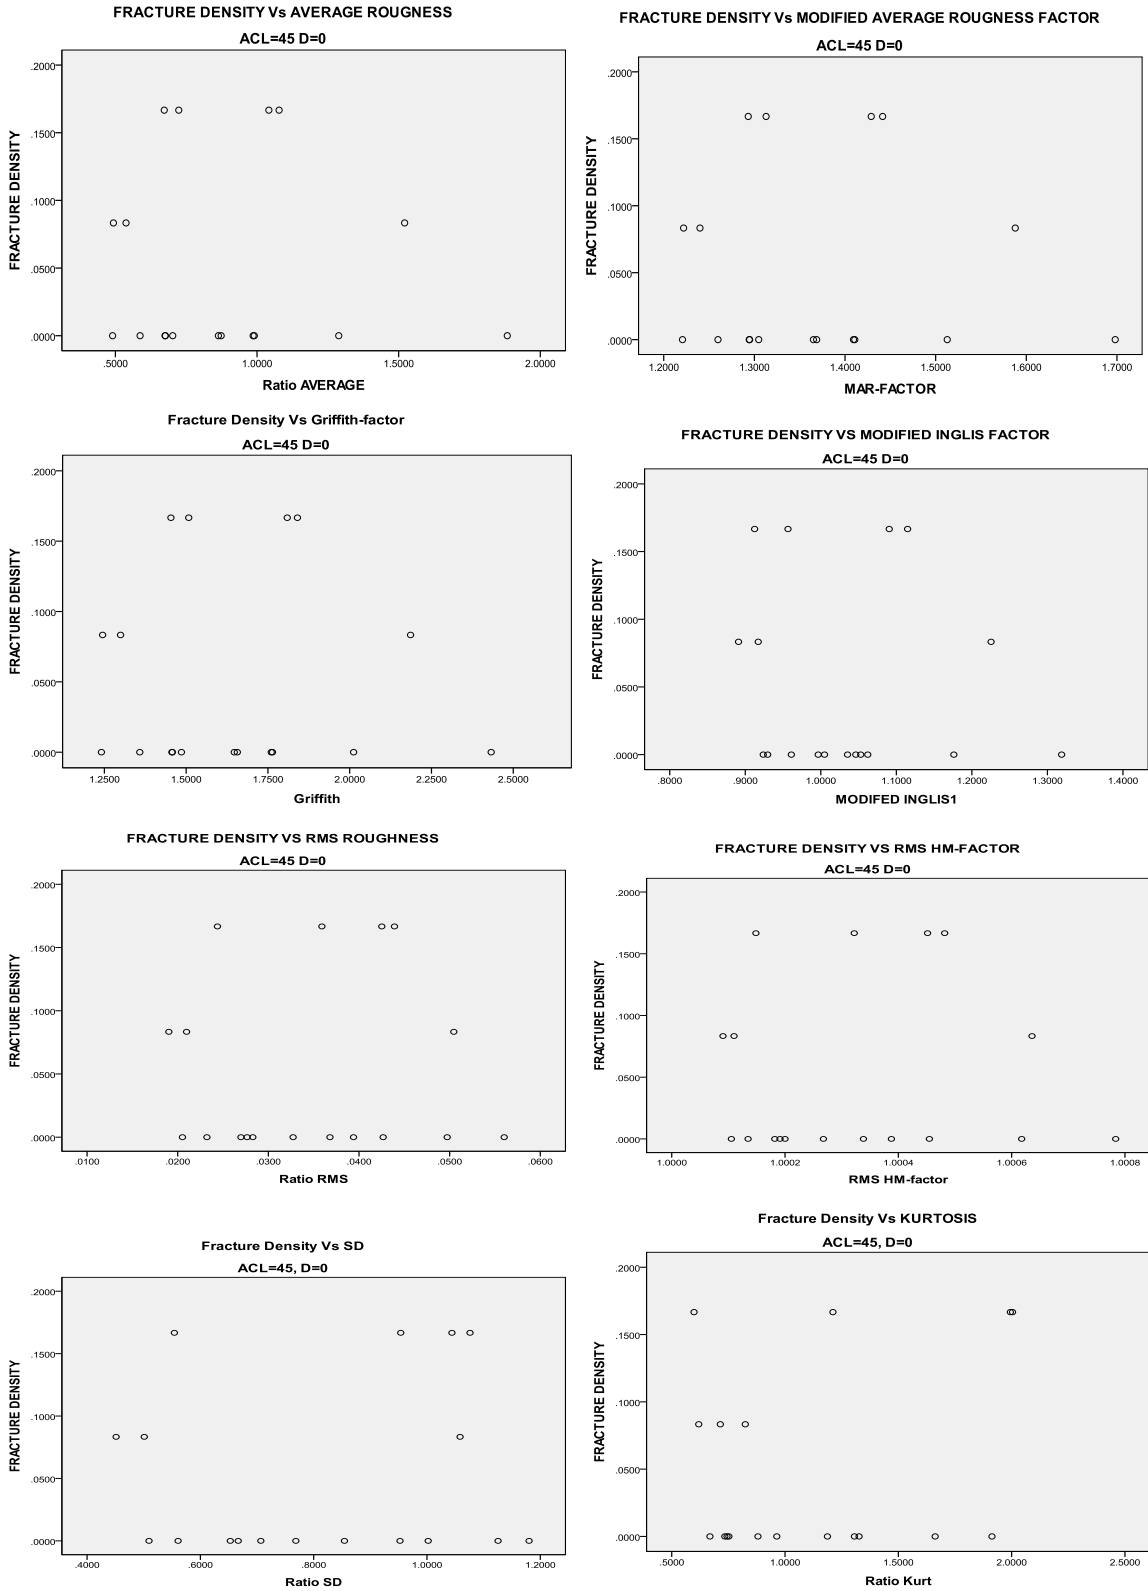 FRACTURE DENSITY Vs AVERAGE ROUGNESS
ACL=45 D=0
FRACTURE DENSITY
.2000
.1500
.1000
.0500
.0000
.5000 1.0000 1.5000 2.0000
Ratio AVERAGE
FRACTURE DENSITY Vs MODIFIED AVERAGE ROUGNESS FACTOR
ACL=45 D=0
FRACTURE DENSITY
.2000
.1500
.1000
.0500
.0000
1.2000 1.3000 1.4000 1.5000 1.6000 1.7000
MAR-FACTOR
Fracture Density Vs Griffith-factor
ACL=45 D=0
FRACTURE DENSITY
.2000
.1500
.1000
.0500
.0000
1.2500 1.5000 1.7500 2.0000 2.2500 2.5000
Griffith
FRACTURE DENSITY VS MODIFIED INGLIS FACTOR
ACL=45 D=0
FRACTURE DENSITY
.2000
.1500
.1000
.0500
.0000
.8000 .9000 1.0000 1.1000 1.2000 1.3000 1.4000
MODIFED INGLIS1
FRACTURE DENSITY VS RMS ROUGHNESS
ACL=45 D=0
FRACTURE DENSITY
.2000
.1500
.1000
.0500
.0000
.0100 .0200 .0300 .0400 .0500 .0600
Ratio RMS
FRACTURE DENSITY VS RMS HM-FACTOR
ACL=45 D=0
FRACTURE DENSITY
.2000
.1500
.1000
.0500
.0000
1.0000 1.0002 1.0004 1.0006 1.0008
RMS HM-factor
Fracture Density Vs SD
ACL=45, D=0
FRACTURE DENSITY
.2000
.1500
.1000
.0500
.0000
.4000 .6000 .8000 1.0000 1.2000
Ratio SD
Fracture Density Vs KURTOSIS
ACL=45, D=0
FRACTURE DENSITY
.2000
.1500
.1000
.0500
.0000
.5000 1.0000 1.5000 2.0000 2.5000
Ratio Kurt